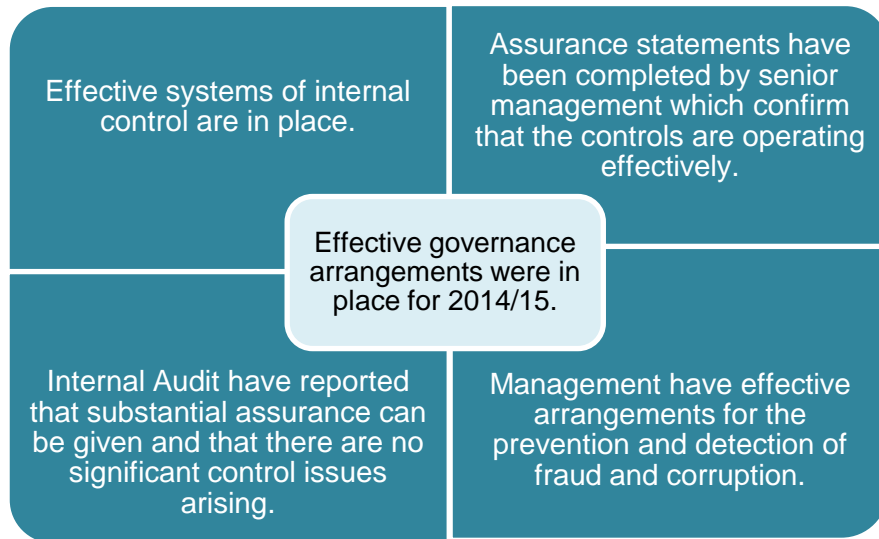 Effective systems of internal
control are in place.
Assurance statements have
been completed by senior
management which confirm
that the controls are operating
effectively.
Effective governance
arrangements were in
place for 2014/15.
Internal Audit have reported
that substantial assurance can
be given and that there are no
significant control issues
arising.
Management have effective
arrangements for the
prevention and detection of
fraud and corruption.